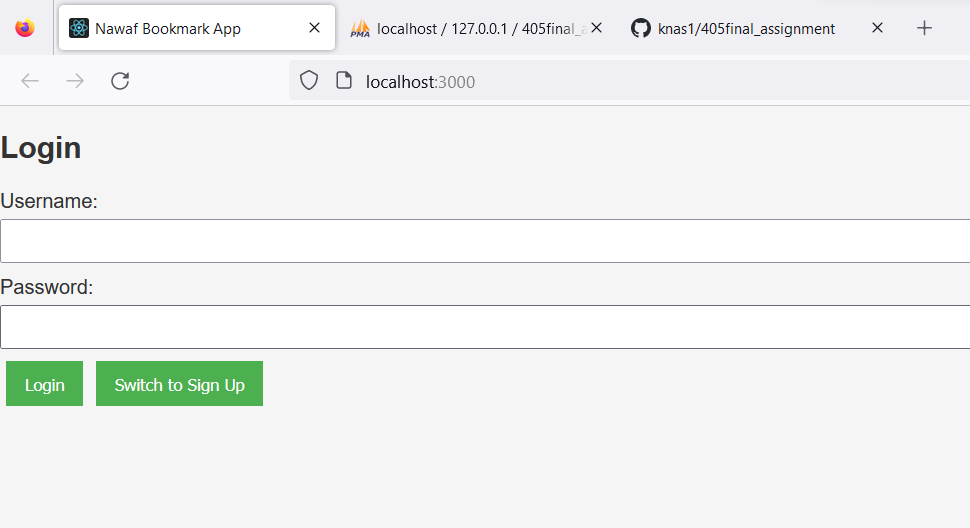 Nawaf Bookmark App
localhost / 127.0.0.1 / 405final_a
knas1/405final_assignment
localhost:3000
Login
Username:
Password:
Login
Switch to Sign Up
PMA